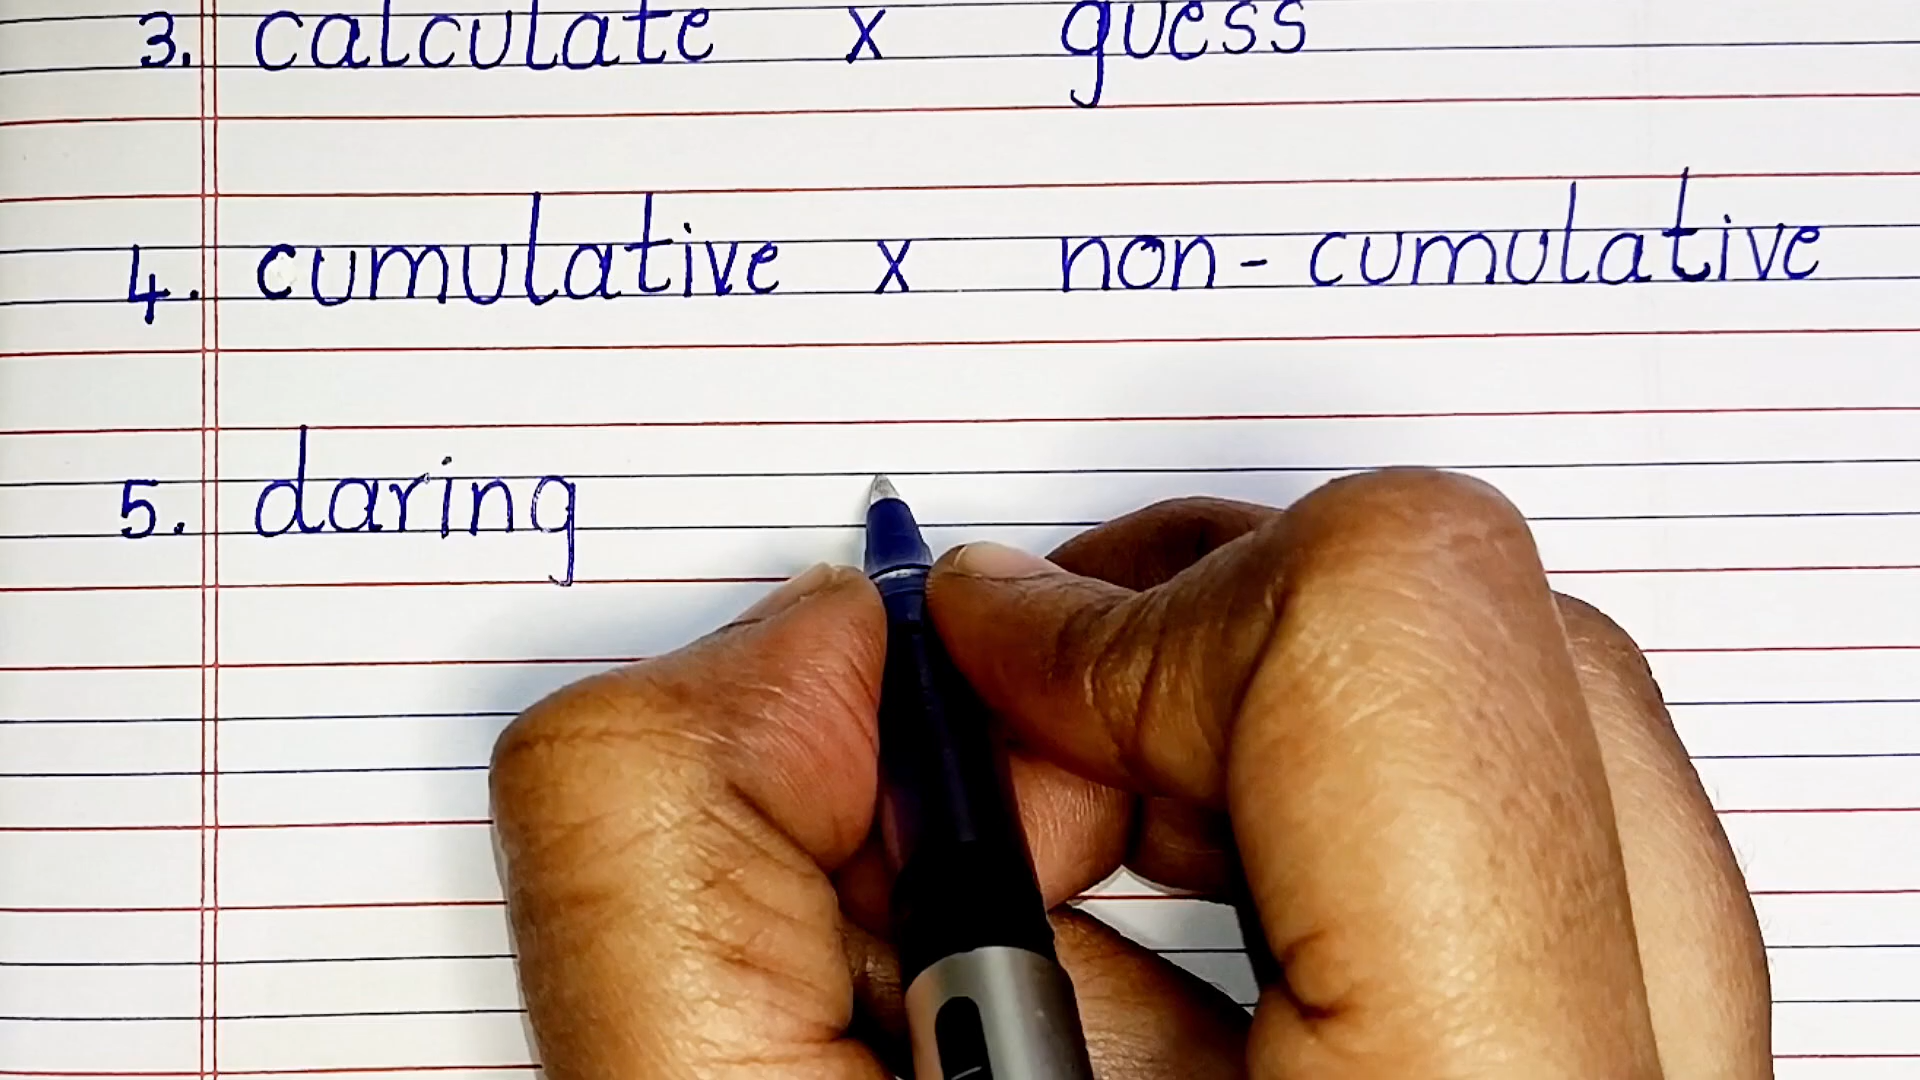 3. calculate x guess
4. cumulative x non-cumulative
5. daring